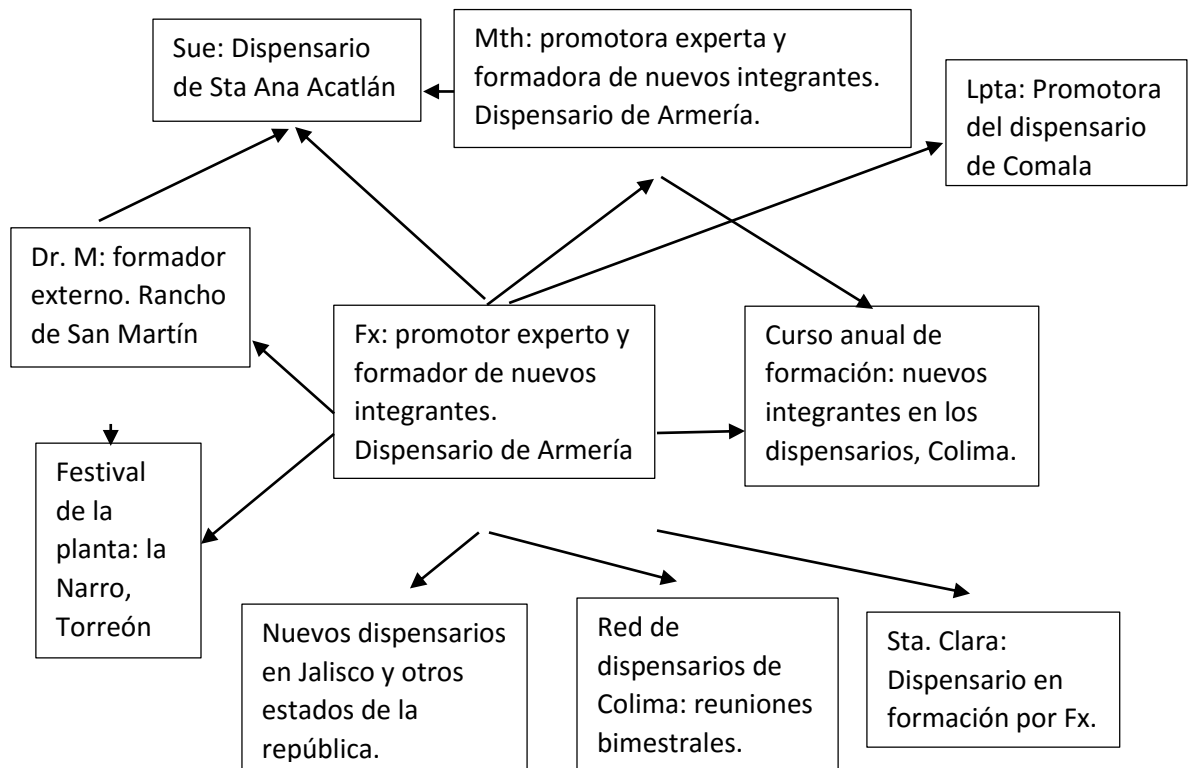 Sue: Dispensario
de Sta Ana Acatlán
Mth: promotora experta y
formadora de nuevos integrantes.
Dispensario de Armería.
Lpta: Promotora
del dispensario
de Comala
Dr. M: formador
externo. Rancho
de San Martín
Fx: promotor experto y
formador de nuevos
integrantes.
Dispensario de Armería
Curso anual de
formación: nuevos
integrantes en los
dispensarios, Colima.
Festival
de la
planta: la
Narro,
Torreón
Nuevos dispensarios
en Jalisco y otros
estados de la
república.
Red de
dispensarios de
Colima: reuniones
bimestrales.
Sta. Clara:
Dispensario en
formación por Fx.